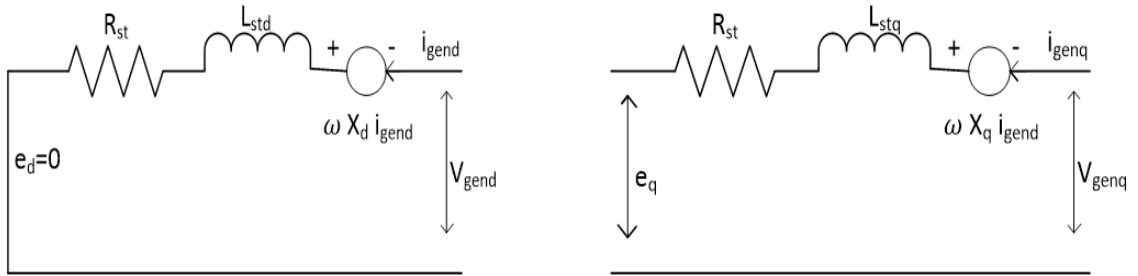 R_st
L_std
+ -
i_gend
ω X_d i_gend
e_d=0
V_gend
R_st
L_stq
+ -
i_genq
ω X_q i_gend
e_q
V_genq